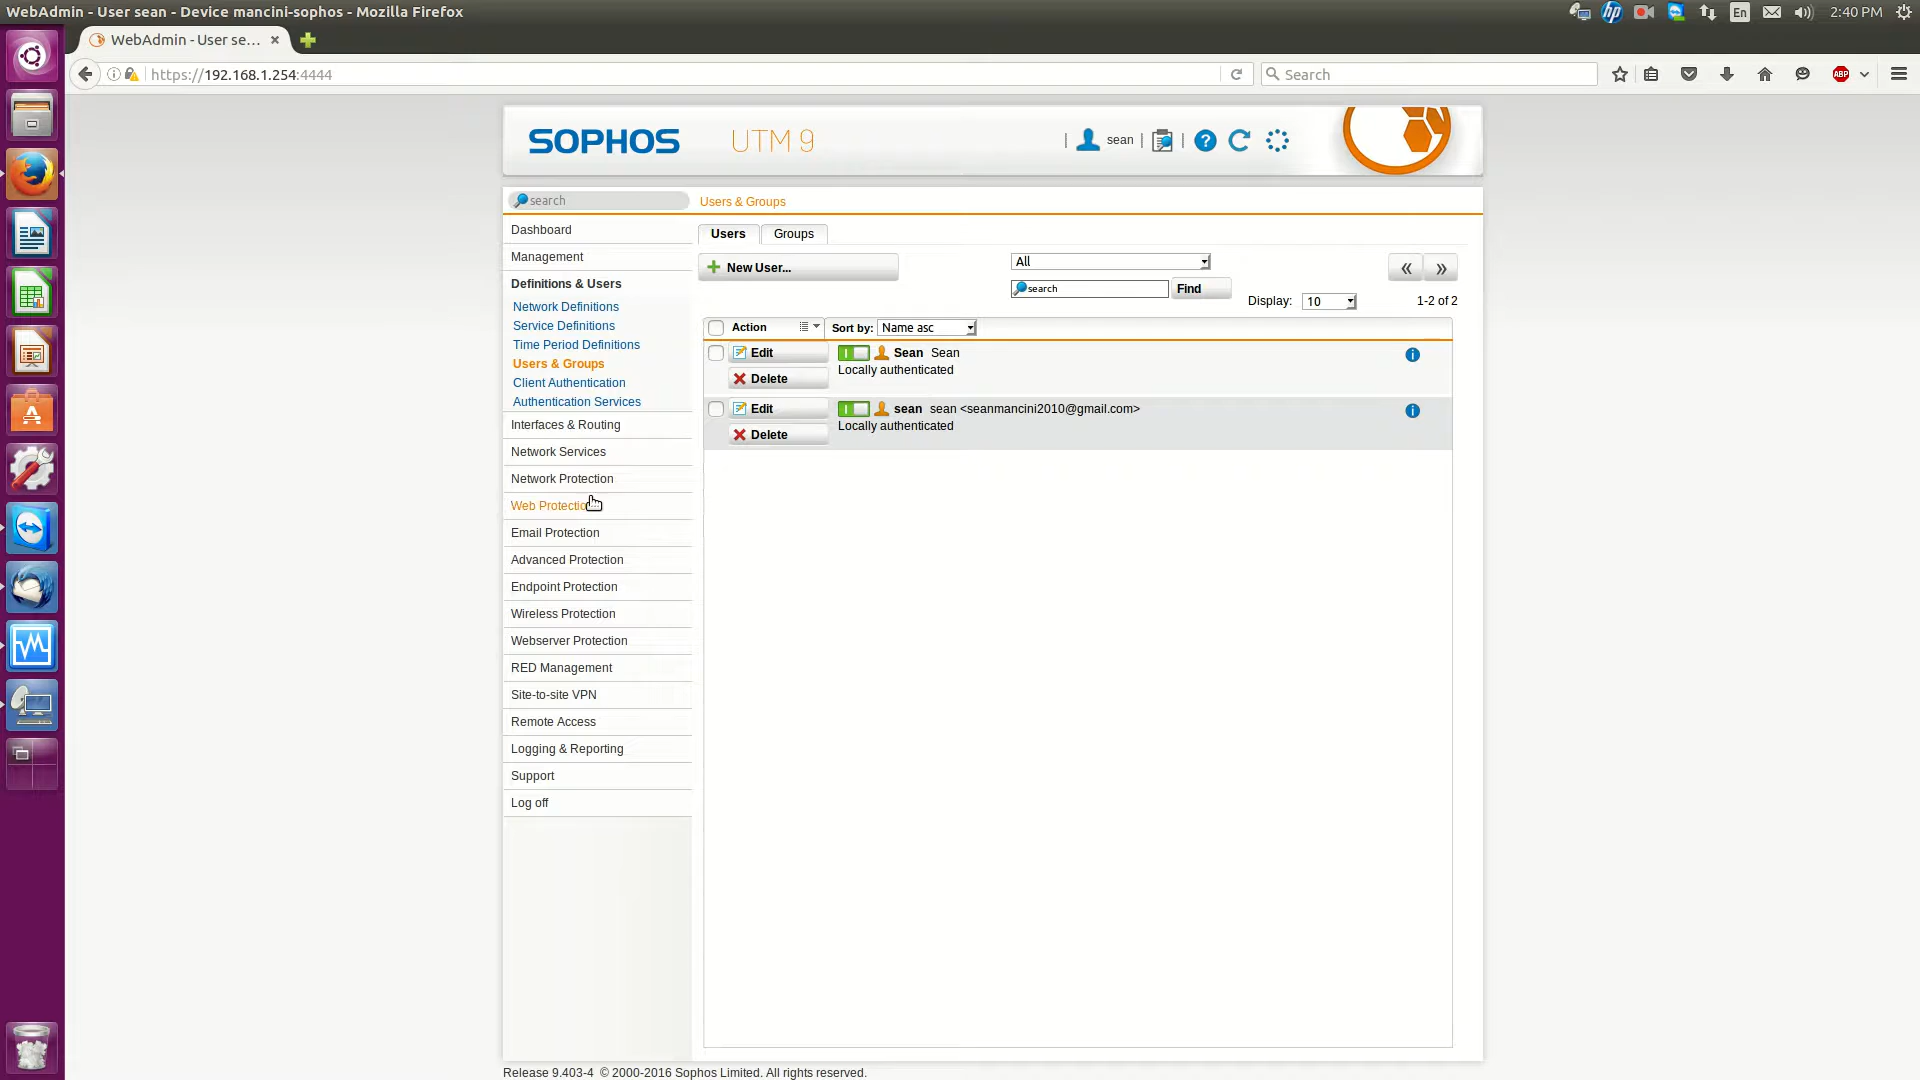 WebAdmin - User sean - Device mancini-sophos - Mozilla Firefox
En
2:40 PM
WebAdmin - User se...
https://192.168.1.254:4444
Search
ABP
SOPHOS UTM 9
| sean | |
search
Users & Groups
Dashboard
Management
Definitions & Users
Network Definitions
Service Definitions
Time Period Definitions
Users & Groups
Client Authentication
Authentication Services
Interfaces & Routing
Network Services
Network Protection
Web Protection
Email Protection
Advanced Protection
Endpoint Protection
Wireless Protection
Webserver Protection
RED Management
Site-to-site VPN
Remote Access
Logging & Reporting
Support
Log off
Users Groups
New User...
All
search Find
Display: 10 1-2 of 2
Action Sort by: Name asc
Edit Sean Sean
Delete Locally authenticated
Edit sean sean <seanmancini2010@gmail.com>
Delete Locally authenticated
Release 9.403-4 © 2000-2016 Sophos Limited. All rights reserved.